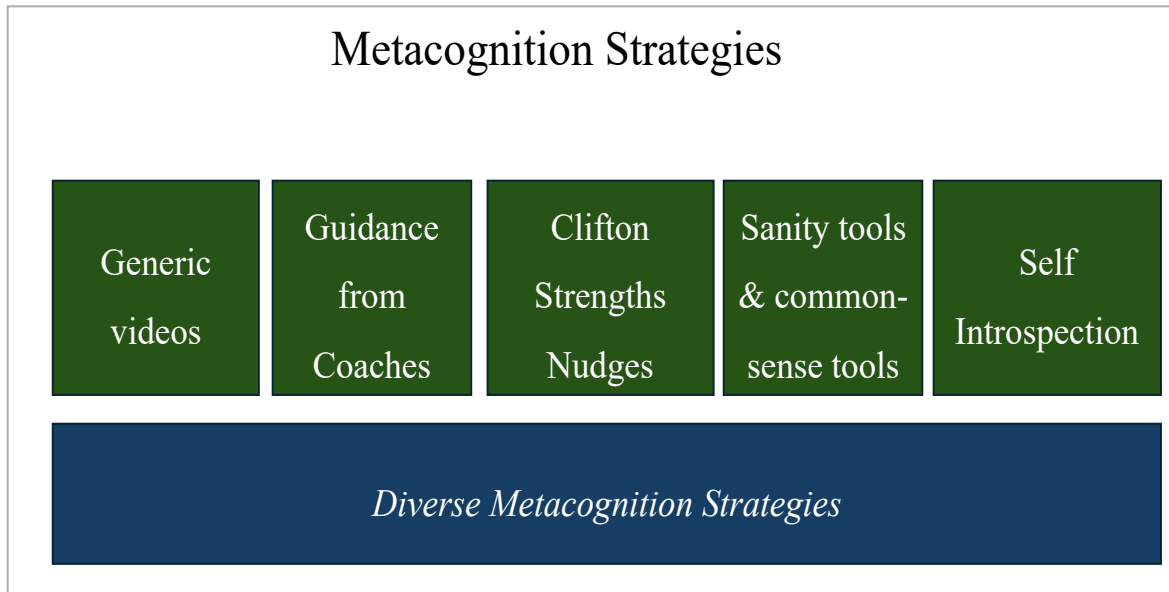 Metacognition Strategies
Generic
videos
Guidance
from
Coaches
Clifton
Strengths
Nudges
Sanity tools
& common-
sense tools
Self
Introspection
Diverse Metacognition Strategies